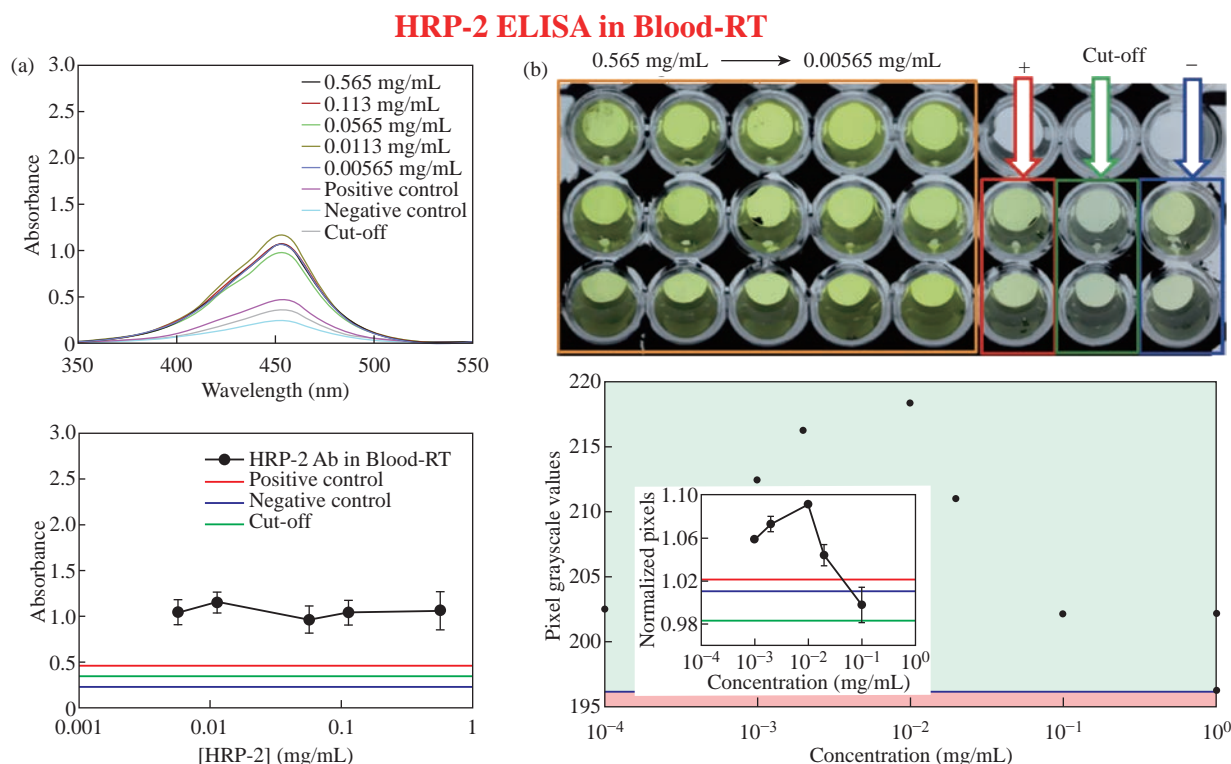 HRP-2 ELISA in Blood-RT
(a)
3.0
2.5
2.0
1.5
1.0
0.5
0
Absorbance
350
400
450
500
550
Wavelength (nm)
0.565 mg/mL
0.113 mg/mL
0.0565 mg/mL
0.0113 mg/mL
0.00565 mg/mL
Positive control
Negative control
Cut-off
3.0
2.5
2.0
1.5
1.0
0.5
0
Absorbance
0.001
0.01
0.1
1
[HRP-2] (mg/mL)
HRP-2 Ab in Blood-RT
Positive control
Negative control
Cut-off
(b)
0.565 mg/mL → 0.00565 mg/mL
+
Cut-off
−
220
215
210
205
200
195
Pixel grayscale values
10⁻⁴
10⁻³
10⁻²
10⁻¹
10⁰
Concentration (mg/mL)
1.10
1.06
1.02
0.98
Normalized pixels
10⁻⁴
10⁻³
10⁻²
10⁻¹
10⁰
Concentration (mg/mL)